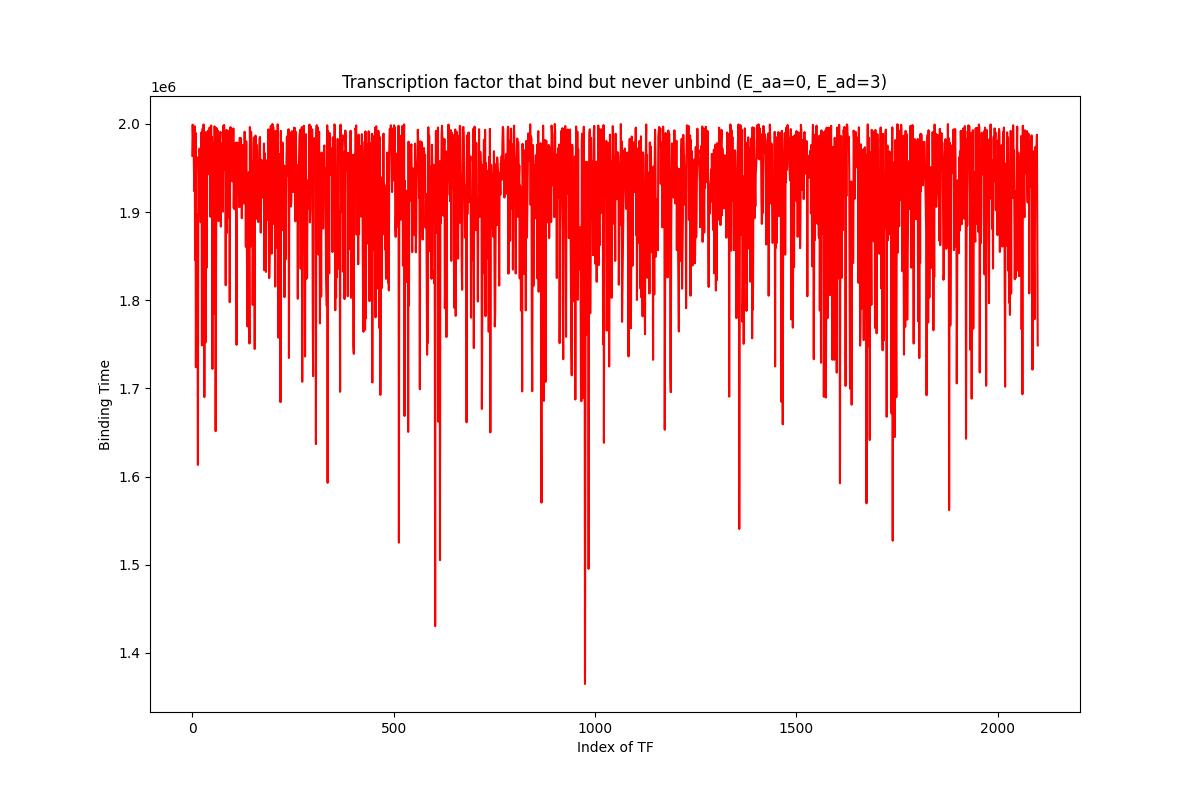 Transcription factor that bind but never unbind (E_aa=0, E_ad=3)
1e6
2.0
1.9
1.8
1.7
1.6
1.5
1.4
Binding Time
0 500 1000 1500 2000
Index of TF